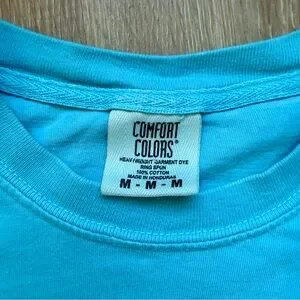 COMFORT
COLORS®
HEAVYWEIGHT GARMENT DYE
RING SPUN
100% COTTON
MADE IN HONDURAS
M - M - M